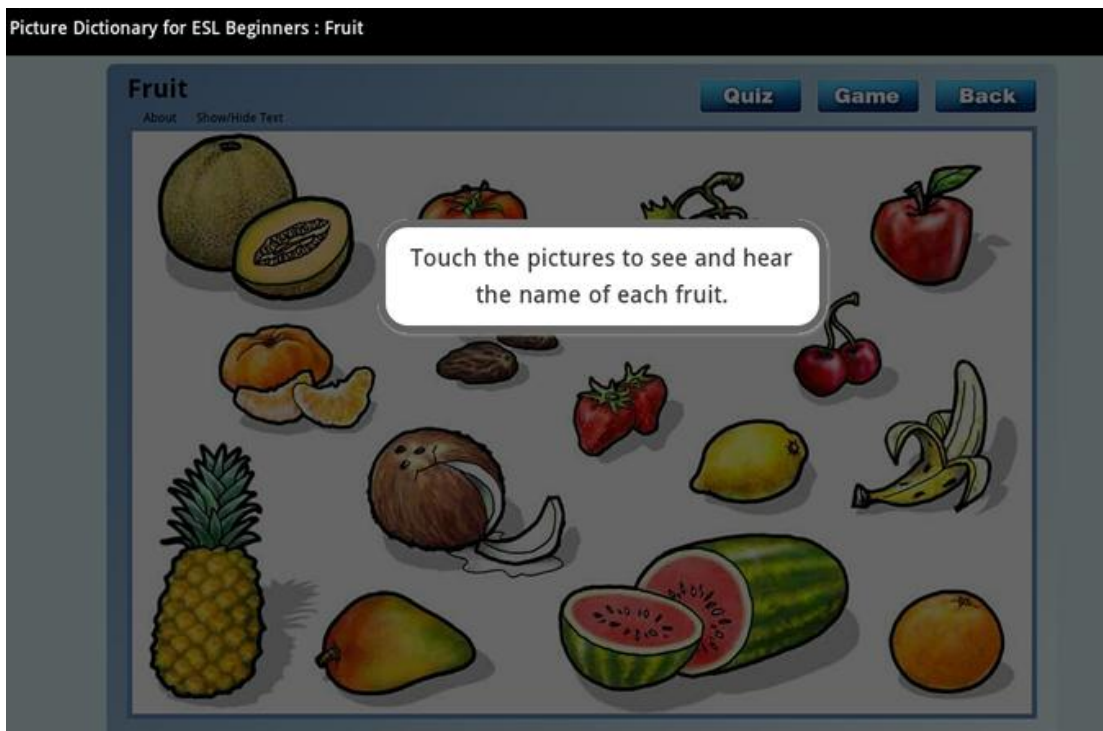 Picture Dictionary for ESL Beginners : Fruit
Fruit
Quiz Game Back
About Show/Hide Text
Touch the pictures to see and hear
the name of each fruit.